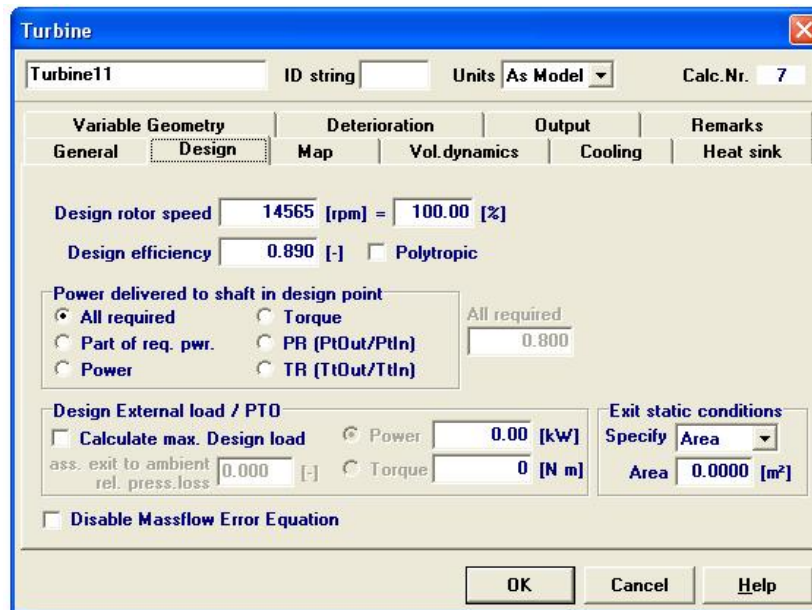 Turbine
Turbine11 ID string Units As Model Calc.Nr. 7
Variable Geometry Deterioration Output Remarks
General Design Map Vol.dynamics Cooling Heat sink
Design rotor speed 14565 [rpm] = 100.00 [%]
Design efficiency 0.890 [-] Polytropic
Power delivered to shaft in design point
All required Torque All required
Part of req. pwr. PR (PtOut/PtIn) 0.800
Power TR (TtOut/TtIn)
Design External load / PTO Exit static conditions
Calculate max. Design load Power 0.00 [kW] Specify Area
ass. exit to ambient
rel. press.loss 0.000 [-] Torque 0 [N m] Area 0.0000 [m²]
Disable Massflow Error Equation
OK Cancel Help